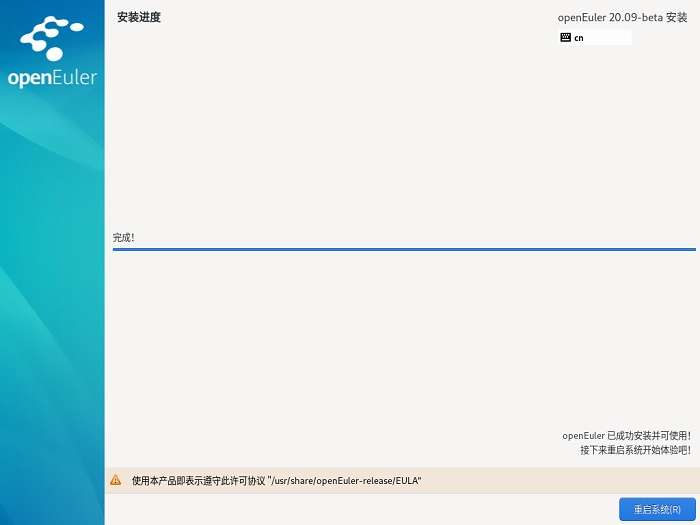 openEuler
安装进度
openEuler 20.09-beta 安装
cn
完成!
openEuler 已成功安装并可使用!
接下来重启系统开始体验吧!
使用本产品即表示遵守此许可协议 "/usr/share/openEuler-release/EULA"
重启系统(R)